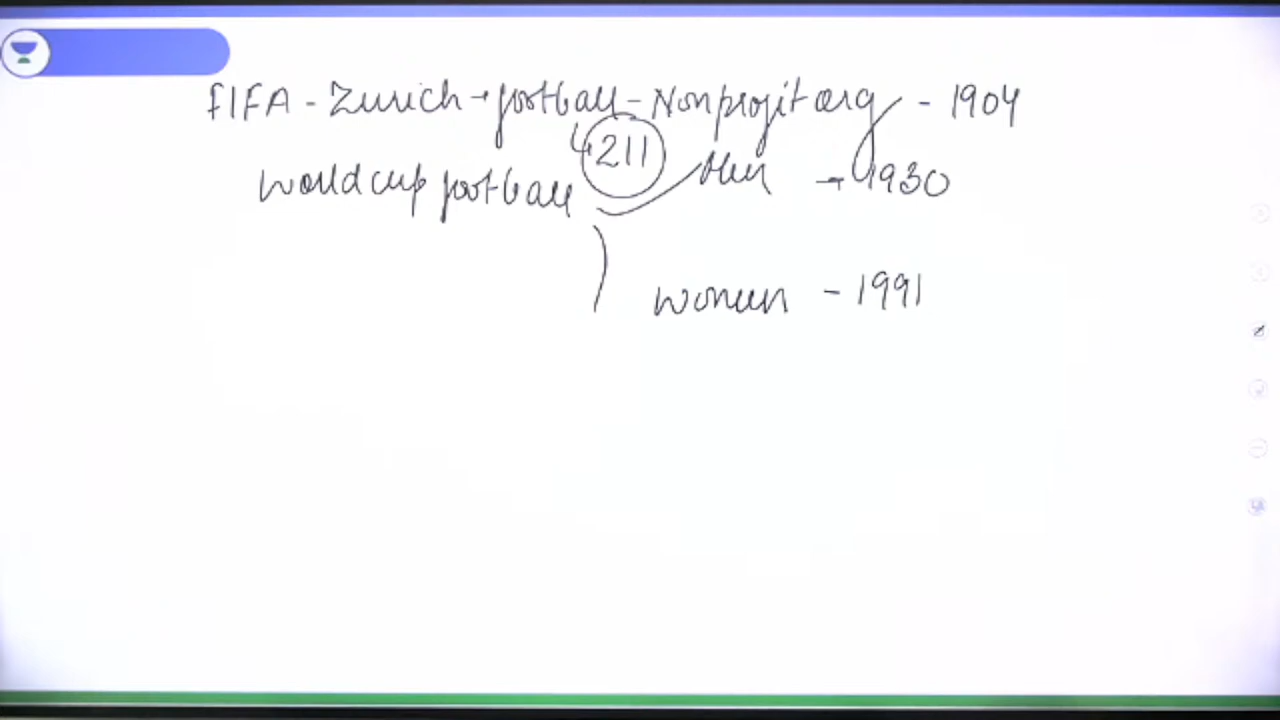 FIFA - Zurich → football - Nonprofit org - 1904
211
world cup football Men → 1930
women - 1991